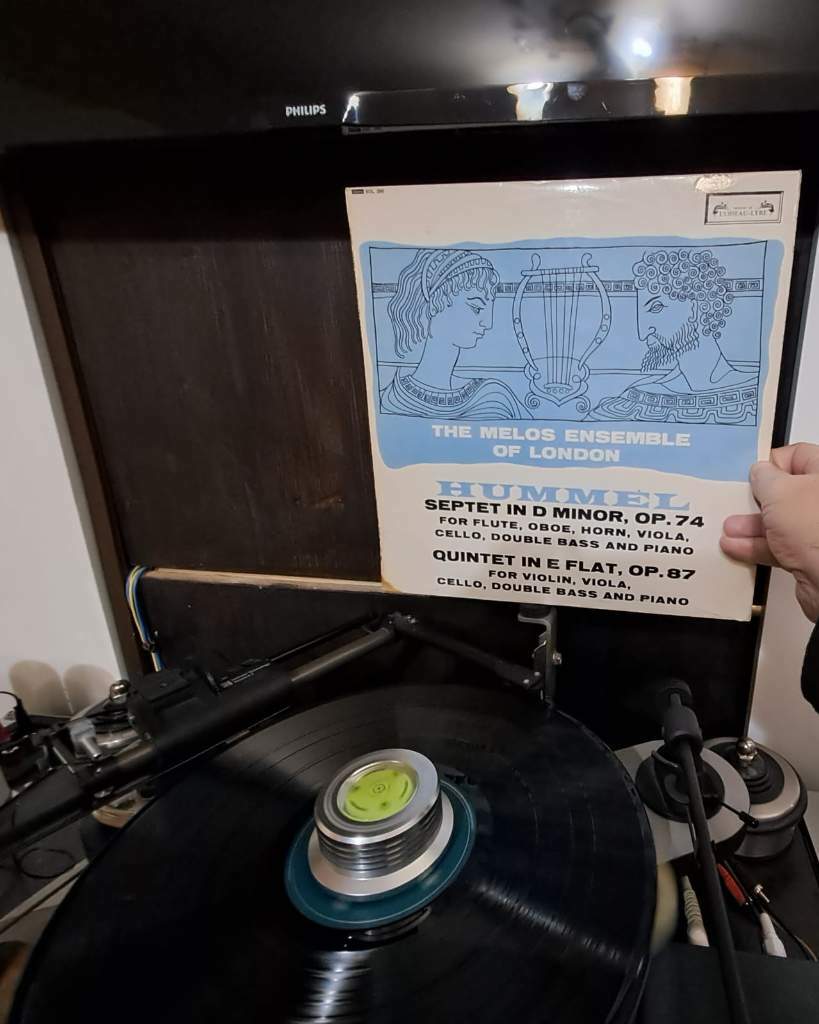 PHILIPS
L'OISEAU-LYRE
THE MELOS ENSEMBLE
OF LONDON
HUMMEL
SEPTET IN D MINOR, OP. 74
FOR FLUTE, OBOE, HORN, VIOLA,
CELLO, DOUBLE BASS AND PIANO
QUINTET IN E FLAT, OP. 87
FOR VIOLIN, VIOLA,
CELLO, DOUBLE BASS AND PIANO